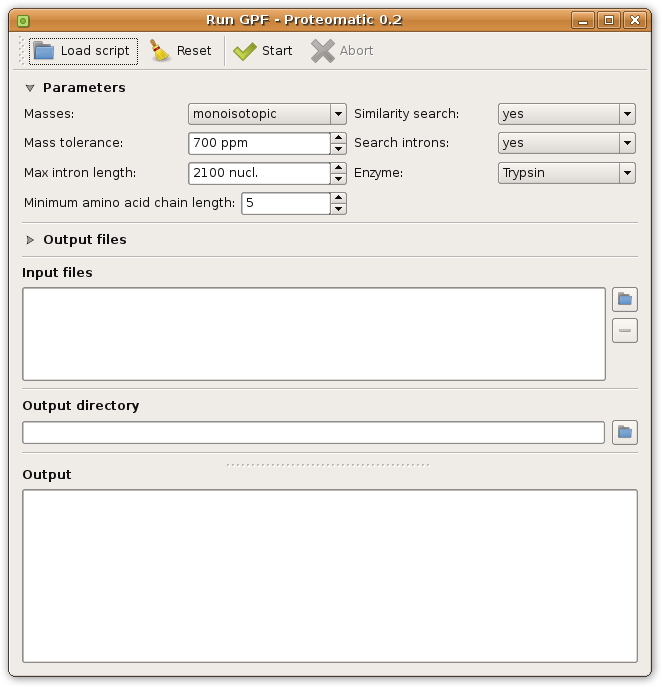 Run GPF - Proteomatic 0.2
Load script Reset Start Abort
Parameters
Masses: monoisotopic Similarity search: yes
Mass tolerance: 700 ppm Search introns: yes
Max intron length: 2100 nucl. Enzyme: Trypsin
Minimum amino acid chain length: 5
Output files
Input files
Output directory
Output